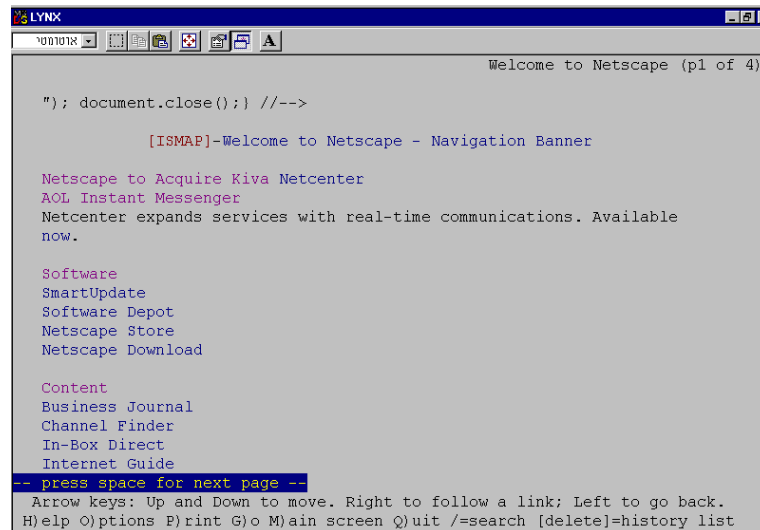 LYNX
אוטומטי
A
Welcome to Netscape (p1 of 4)
"); document.close();} //-->
[ISMAP]-Welcome to Netscape - Navigation Banner
Netscape to Acquire Kiva Netcenter
AOL Instant Messenger
Netcenter expands services with real-time communications. Available
now.
Software
SmartUpdate
Software Depot
Netscape Store
Netscape Download
Content
Business Journal
Channel Finder
In-Box Direct
Internet Guide
-- press space for next page --
Arrow keys: Up and Down to move. Right to follow a link; Left to go back.
H)elp O)ptions P)rint G)o M)ain screen Q)uit /=search [delete]=history list